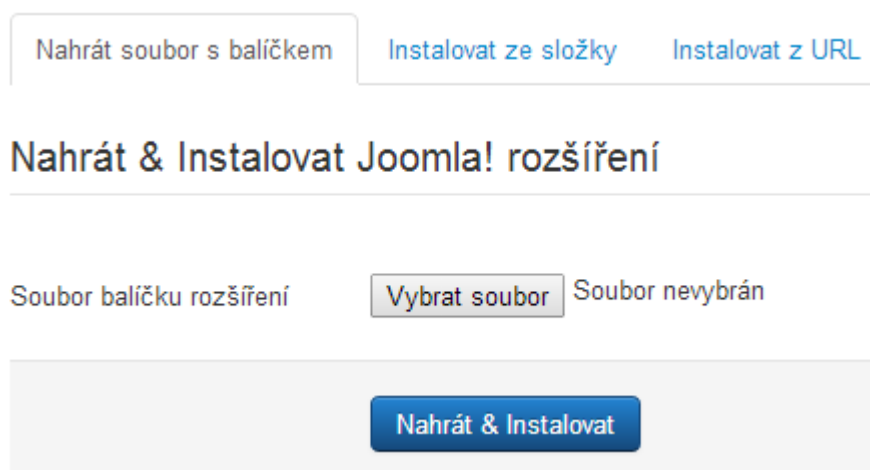 Nahrát soubor s balíčkem Instalovat ze složky Instalovat z URL
Nahrát & Instalovat Joomla! rozšíření
Soubor balíčku rozšíření Vybrat soubor Soubor nevybrán
Nahrát & Instalovat